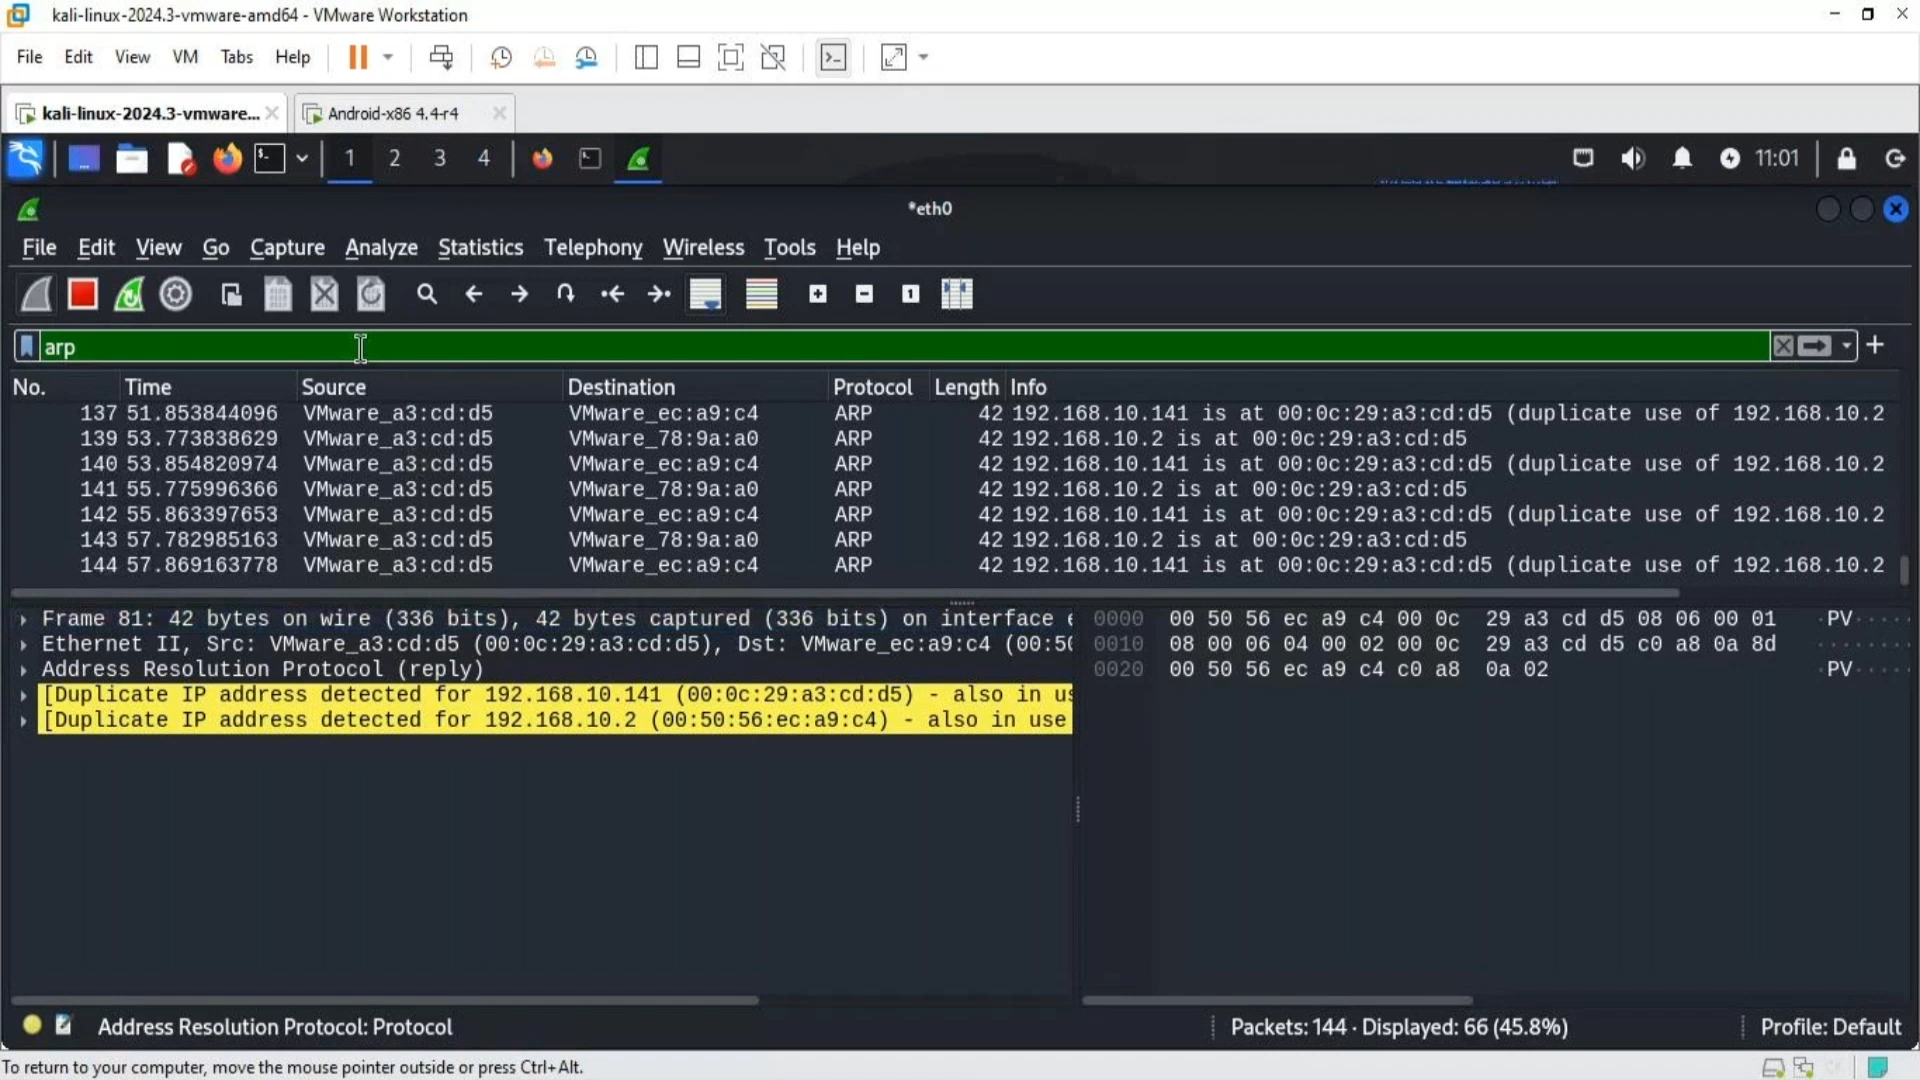 kali-linux-2024.3-vmware-amd64 - VMware Workstation
File Edit View VM Tabs Help
kali-linux-2024.3-vmware... Android-x86 4.4-r4
1 2 3 4 11:01
*eth0
File Edit View Go Capture Analyze Statistics Telephony Wireless Tools Help
arp
No. Time Source Destination Protocol Length Info
137 51.853844096 VMware_a3:cd:d5 VMware_ec:a9:c4 ARP 42 192.168.10.141 is at 00:0c:29:a3:cd:d5 (duplicate use of 192.168.10.2
139 53.773838629 VMware_a3:cd:d5 VMware_78:9a:a0 ARP 42 192.168.10.2 is at 00:0c:29:a3:cd:d5
140 53.854820974 VMware_a3:cd:d5 VMware_ec:a9:c4 ARP 42 192.168.10.141 is at 00:0c:29:a3:cd:d5 (duplicate use of 192.168.10.2
141 55.775996366 VMware_a3:cd:d5 VMware_78:9a:a0 ARP 42 192.168.10.2 is at 00:0c:29:a3:cd:d5
142 55.863397653 VMware_a3:cd:d5 VMware_ec:a9:c4 ARP 42 192.168.10.141 is at 00:0c:29:a3:cd:d5 (duplicate use of 192.168.10.2
143 57.782985163 VMware_a3:cd:d5 VMware_78:9a:a0 ARP 42 192.168.10.2 is at 00:0c:29:a3:cd:d5
144 57.869163778 VMware_a3:cd:d5 VMware_ec:a9:c4 ARP 42 192.168.10.141 is at 00:0c:29:a3:cd:d5 (duplicate use of 192.168.10.2
Frame 81: 42 bytes on wire (336 bits), 42 bytes captured (336 bits) on interface
Ethernet II, Src: VMware_a3:cd:d5 (00:0c:29:a3:cd:d5), Dst: VMware_ec:a9:c4 (00:50
Address Resolution Protocol (reply)
[Duplicate IP address detected for 192.168.10.141 (00:0c:29:a3:cd:d5) - also in us
[Duplicate IP address detected for 192.168.10.2 (00:50:56:ec:a9:c4) - also in use
0000 00 50 56 ec a9 c4 00 0c 29 a3 cd d5 08 06 00 01 ·PV·····
0010 08 00 06 04 00 02 00 0c 29 a3 cd d5 c0 a8 0a 8d ········
0020 00 50 56 ec a9 c4 c0 a8 0a 02 ·PV·····
Address Resolution Protocol: Protocol Packets: 144 · Displayed: 66 (45.8%) Profile: Default
To return to your computer, move the mouse pointer outside or press Ctrl+Alt.